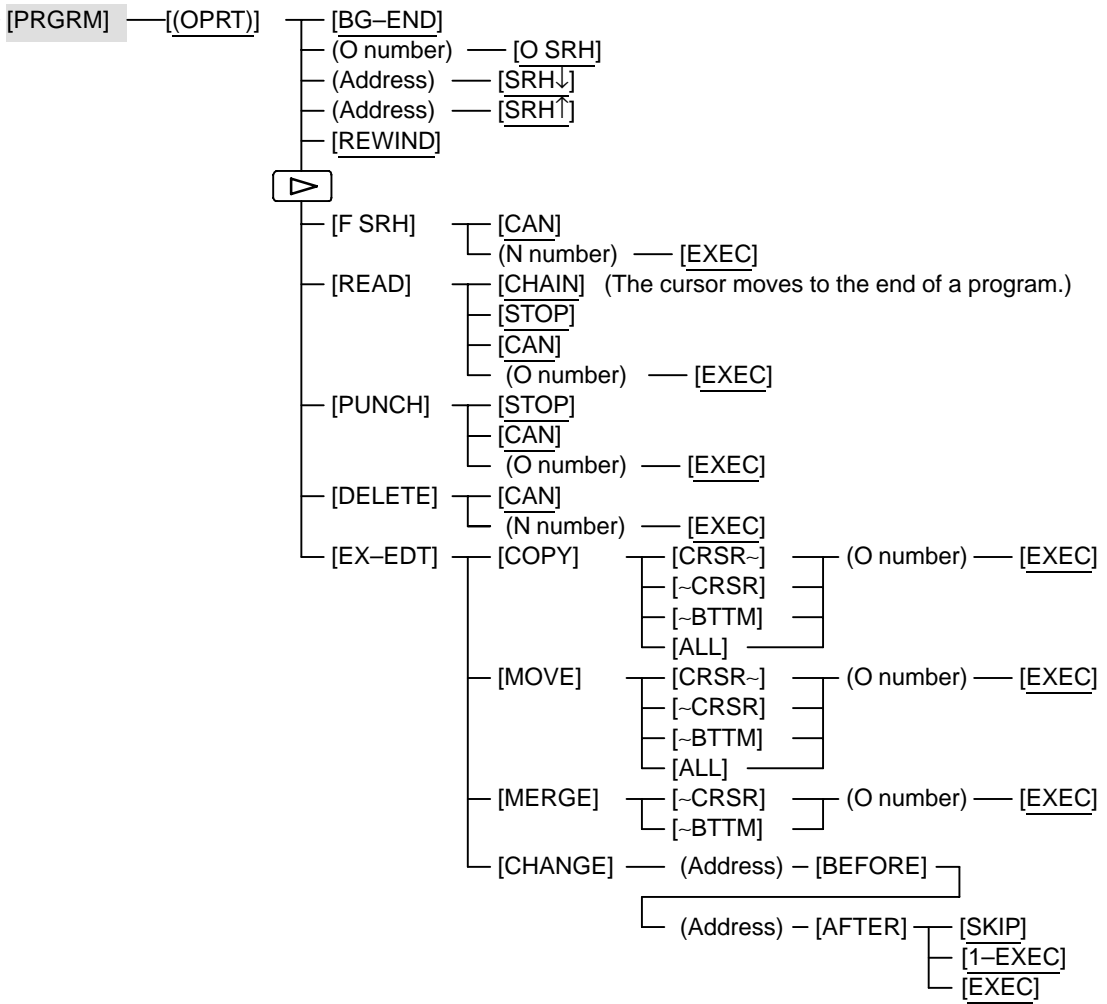 [PRGRM] [(OPRT)] [BG–END]
(O number) [O SRH]
(Address) [SRH↓]
(Address) [SRH↑]
[REWIND]
[F SRH] [CAN]
(N number) [EXEC]
[READ] [CHAIN] (The cursor moves to the end of a program.)
[STOP]
[CAN]
(O number) [EXEC]
[PUNCH] [STOP]
[CAN]
(O number) [EXEC]
[DELETE] [CAN]
(N number) [EXEC]
[EX–EDT] [COPY] [CRSR~] (O number) [EXEC]
[~CRSR]
[~BTTM]
[ALL]
[MOVE] [CRSR~] (O number) [EXEC]
[~CRSR]
[~BTTM]
[ALL]
[MERGE] [~CRSR] (O number) [EXEC]
[~BTTM]
[CHANGE] (Address) [BEFORE]
(Address) [AFTER] [SKIP]
[1–EXEC]
[EXEC]